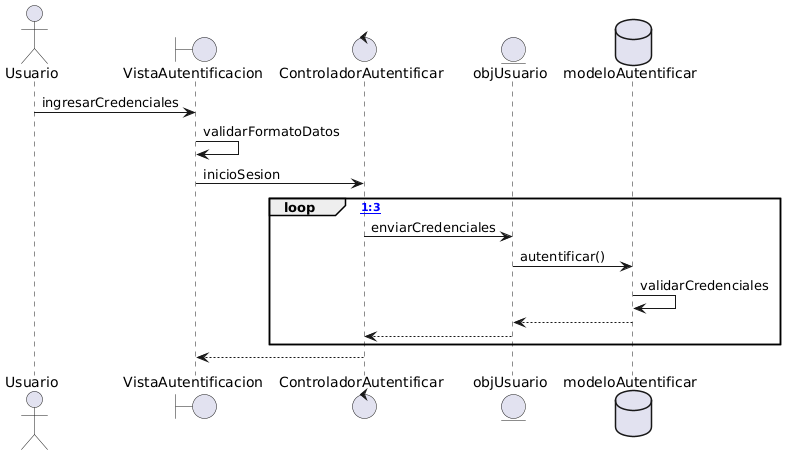 Usuario VistaAutentificacion ControladorAutentificar objUsuario modeloAutentificar
ingresarCredenciales
validarFormatoDatos
inicioSesion
loop 1:3
enviarCredenciales
autentificar()
validarCredenciales
Usuario VistaAutentificacion ControladorAutentificar objUsuario modeloAutentificar